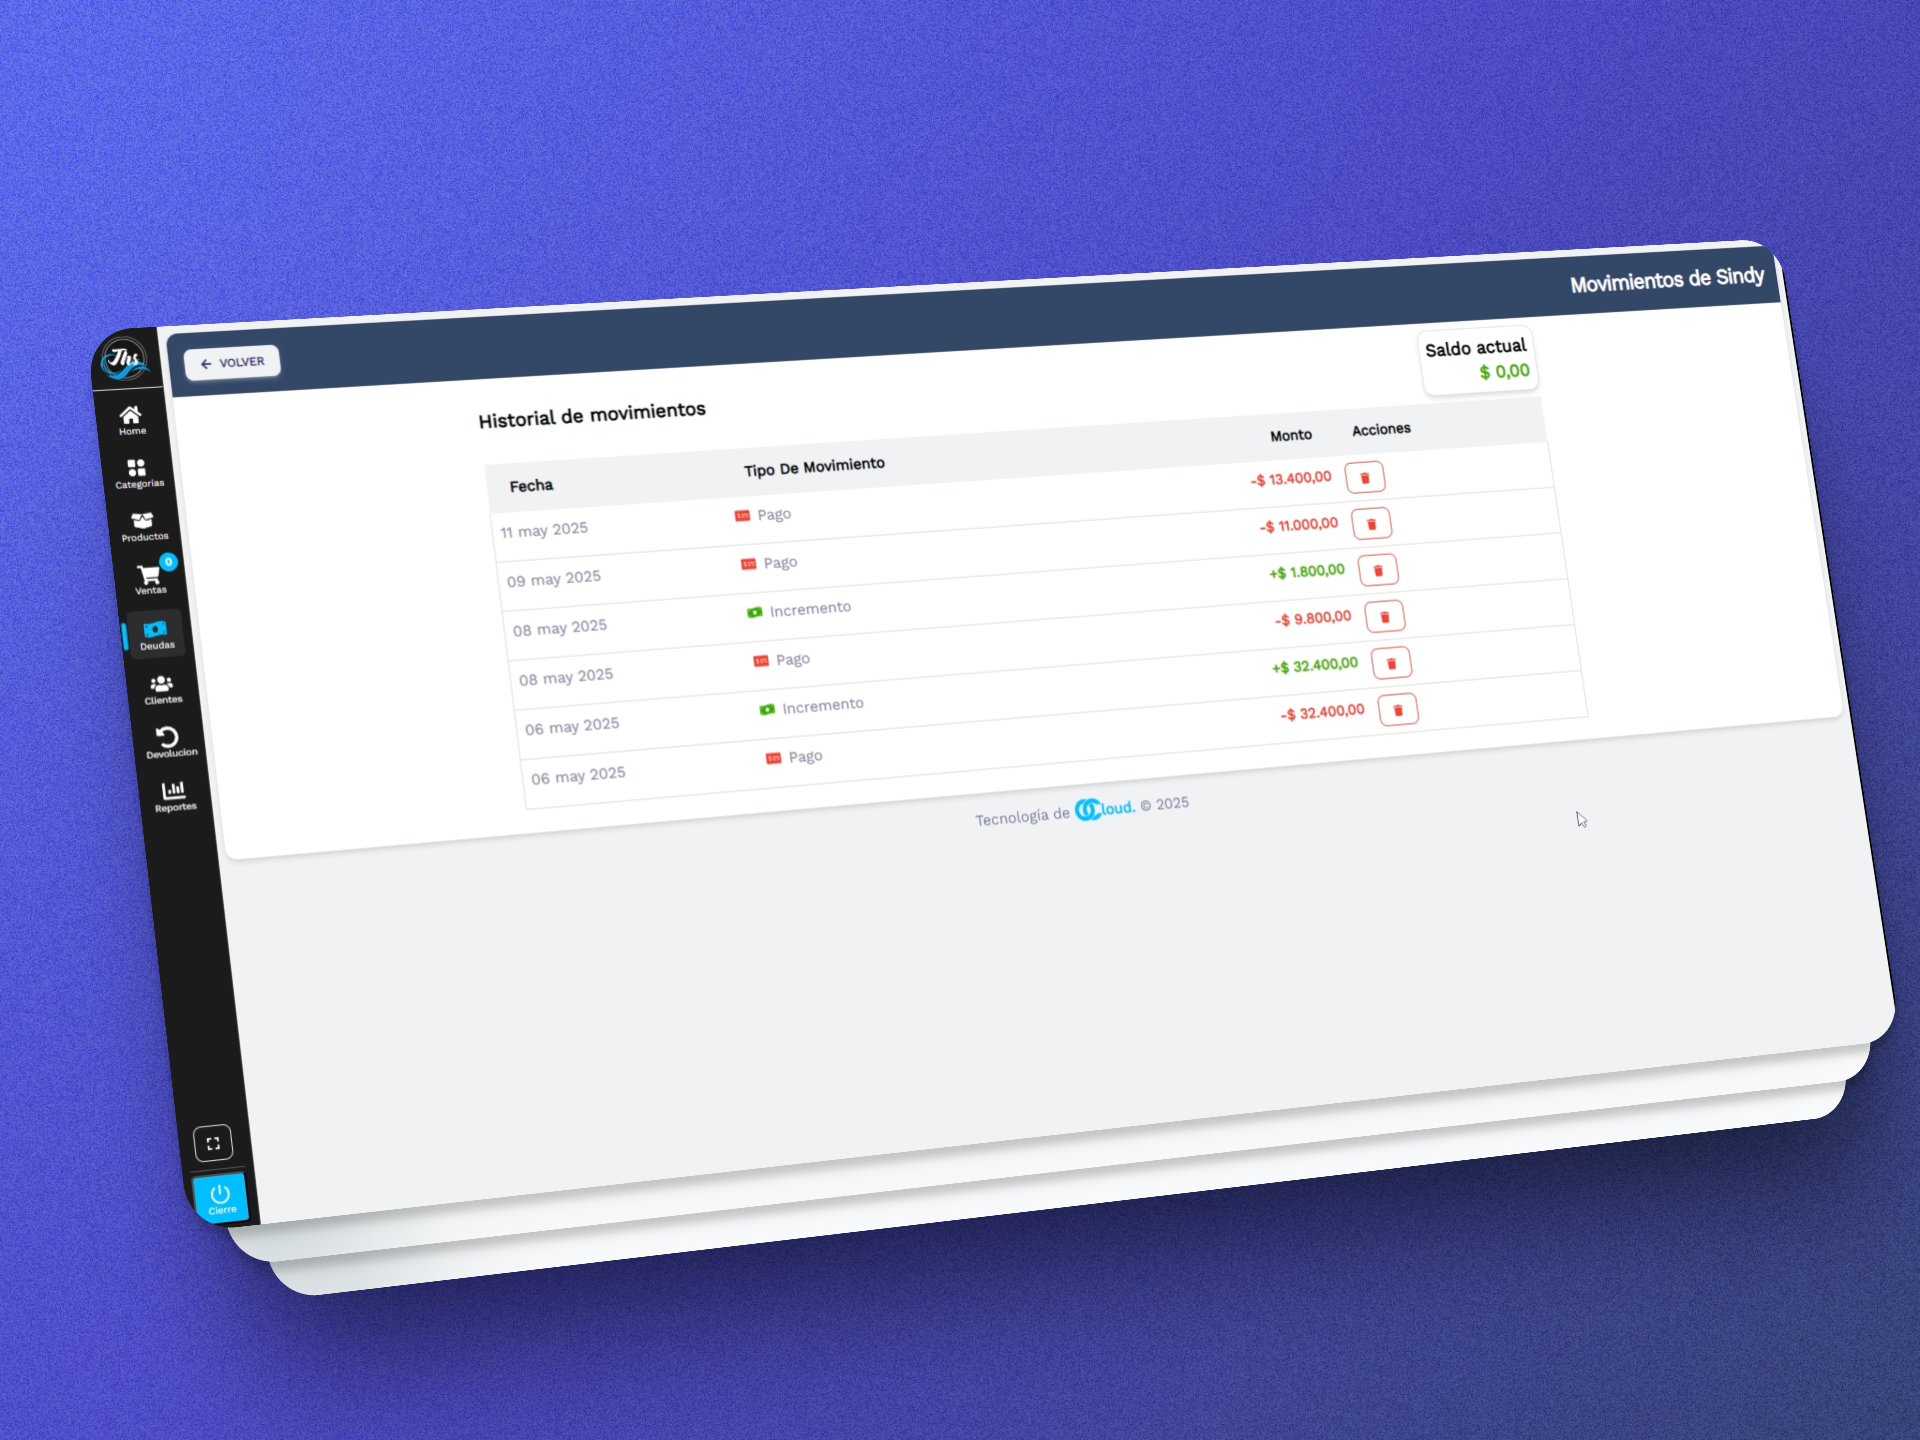 Movimientos de Sindy
VOLVER
Jhs
Home
Categorias
Productos
0
Ventas
Deudas
Clientes
Devolucion
Reportes
Cierre
Saldo actual
$ 0,00
Historial de movimientos
Fecha Tipo De Movimiento Monto Acciones
11 may 2025 Pago -$ 13.400,00
09 may 2025 Pago -$ 11.000,00
08 may 2025 Incremento +$ 1.800,00
08 may 2025 Pago -$ 9.800,00
06 may 2025 Incremento +$ 32.400,00
06 may 2025 Pago -$ 32.400,00
Tecnología de CCloud. © 2025